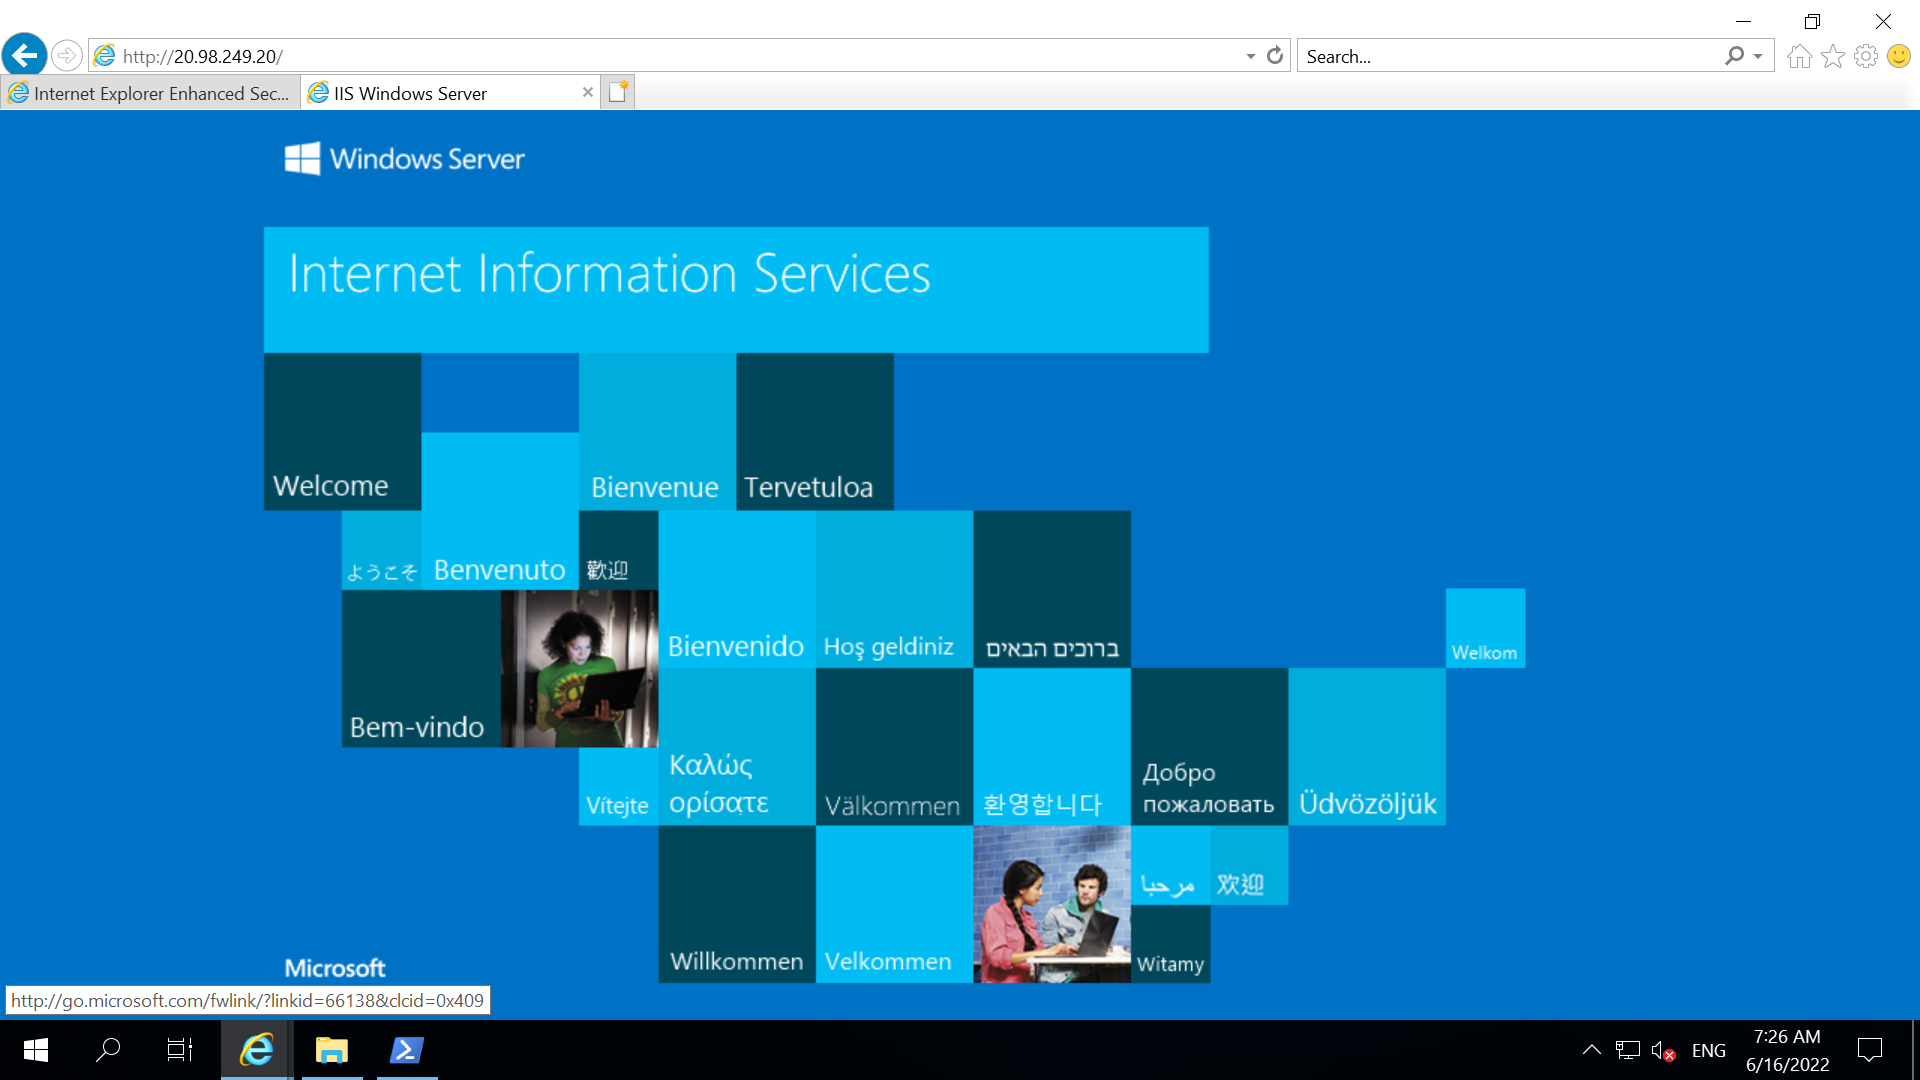 http://20.98.249.20/
Search...
Internet Explorer Enhanced Sec...
IIS Windows Server
Windows Server
Internet Information Services
Welcome
Bienvenue
Tervetuloa
ようこそ
Benvenuto
歡迎
Bienvenido
Hoş geldiniz
ברוכים הבאים
Welkom
Bem-vindo
Vítejte
Καλώς
ορίσατε
Välkommen
환영합니다
Добро
пожаловать
Üdvözöljük
مرحبا
欢迎
Willkommen
Velkommen
Witamy
Microsoft
http://go.microsoft.com/fwlink/?linkid=66138&clcid=0x409
ENG
7:26 AM
6/16/2022